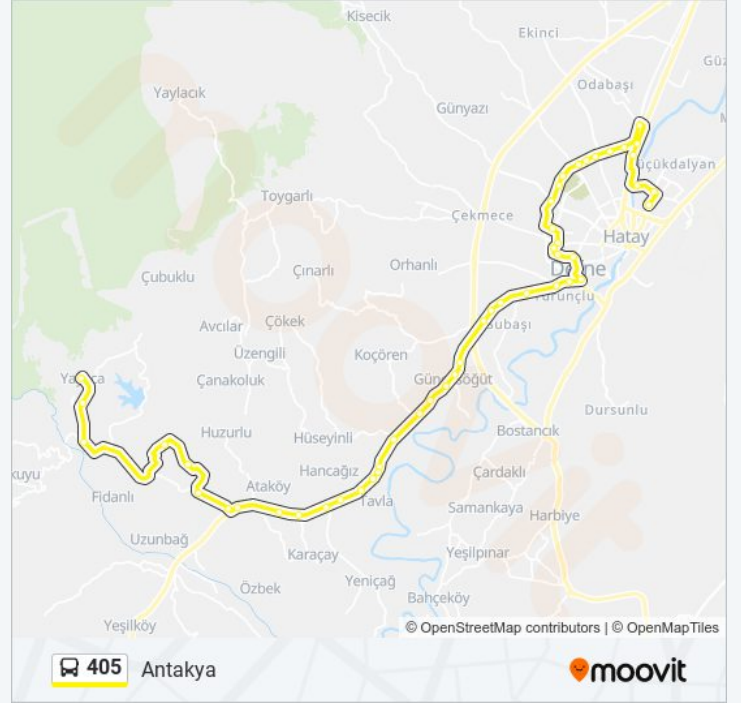 Kisecik
Ekinci
Yaylacık
Odabaşı
Günyazı
Toygarlı
Çekmece
Hatay
Orhanlı
Çınarlı
Çubuklu
Avcılar
Çökek
Üzengili
Koçören
Çanakoluk
Dursunlu
Huzurlu
Hüseyinli
Bostancık
Hancağız
Çardaklı
Ataköy
Fidanlı
Tavla
Samankaya
Harbiye
Uzunbağ
Karaçay
Yeşilpınar
Özbek
Yeniçağ
Bahçeköy
Yeşilköy
© OpenStreetMap contributors | © OpenMapTiles
405 Antakya
moovit